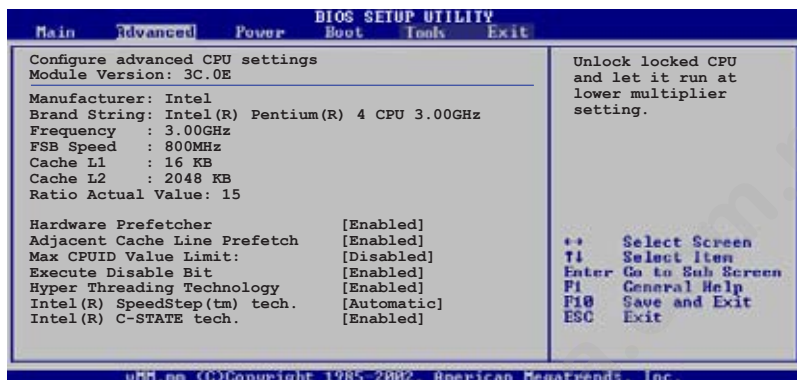 BIOS SETUP UTILITY
Main Advanced Power Boot Tools Exit
Configure advanced CPU settings
Module Version: 3C.0E
Manufacturer: Intel
Brand String: Intel(R) Pentium(R) 4 CPU 3.00GHz
Frequency : 3.00GHz
FSB Speed : 800MHz
Cache L1 : 16 KB
Cache L2 : 2048 KB
Ratio Actual Value: 15
Hardware Prefetcher [Enabled]
Adjacent Cache Line Prefetch [Enabled]
Max CPUID Value Limit: [Disabled]
Execute Disable Bit [Enabled]
Hyper Threading Technology [Enabled]
Intel(R) SpeedStep(tm) tech. [Automatic]
Intel(R) C-STATE tech. [Enabled]
Unlock locked CPU
and let it run at
lower multiplier
setting.
↔ Select Screen
↑↓ Select Item
Enter Go to Sub Screen
F1 General Help
F10 Save and Exit
ESC Exit
(C)Copyright 1985-2002, American Megatrends, Inc.